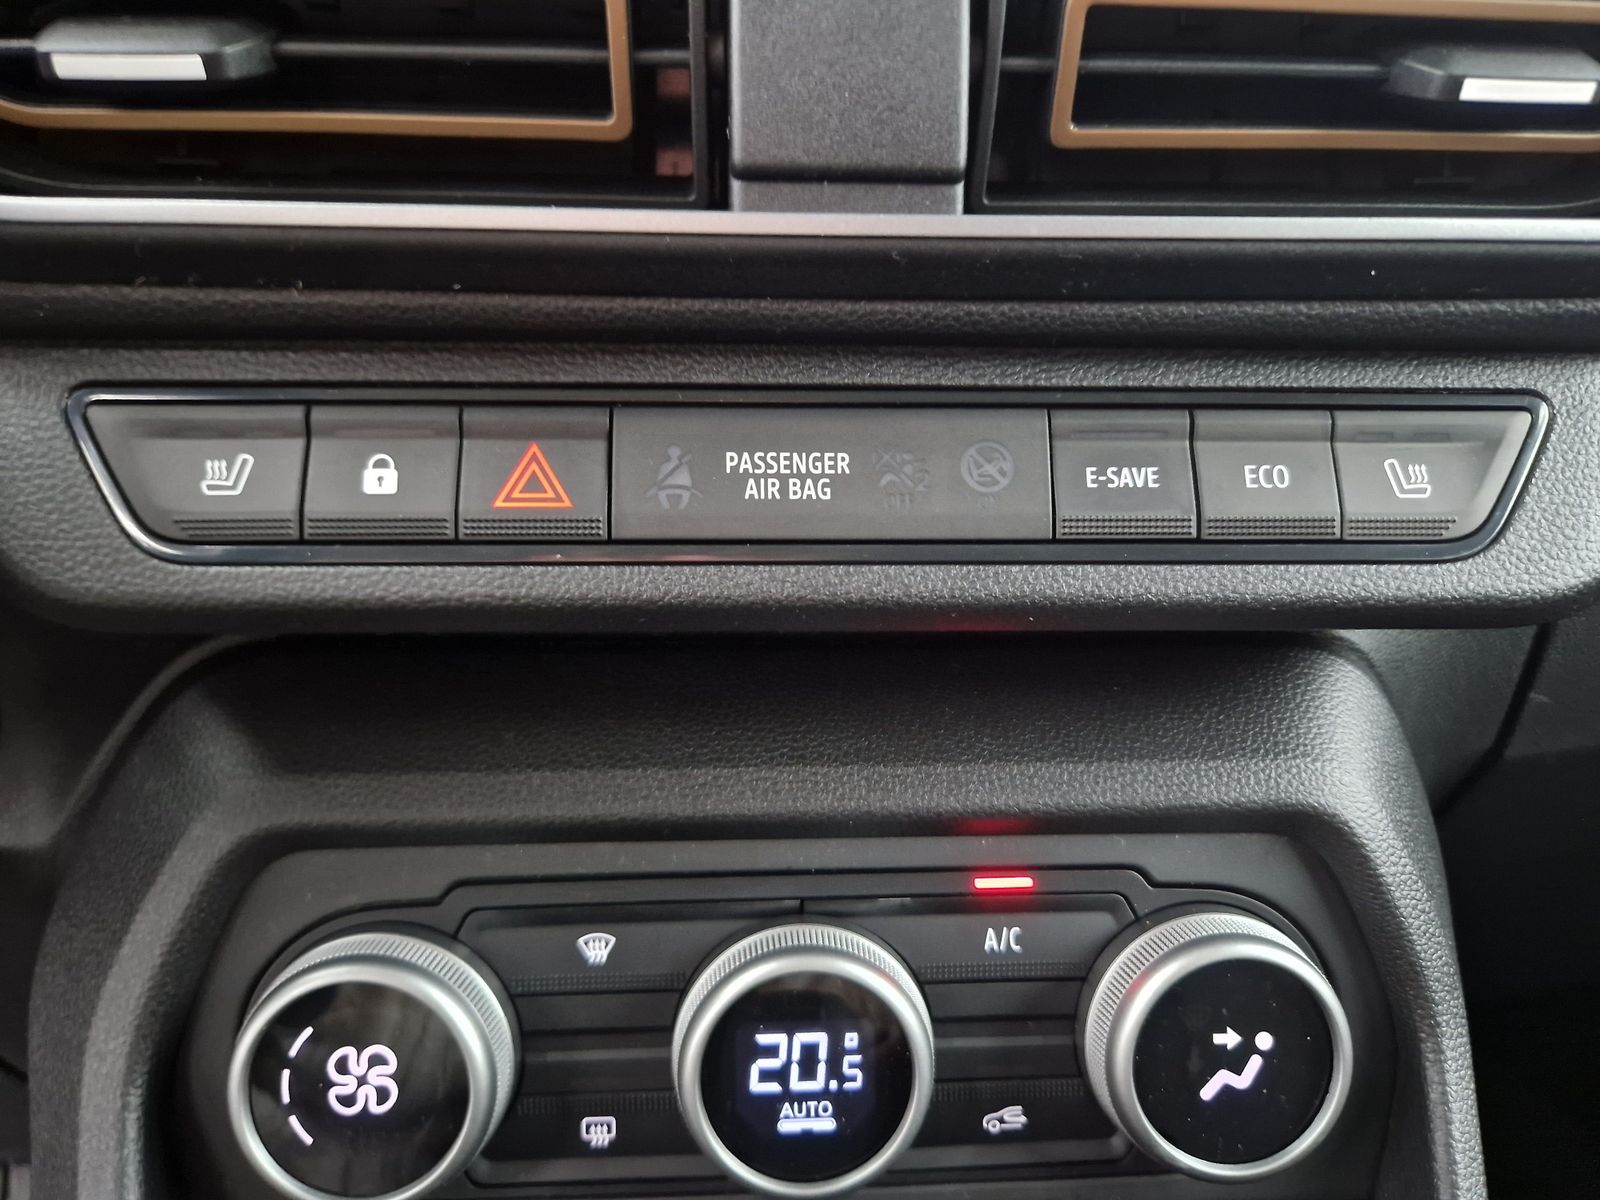 PASSENGER
AIR BAG
E-SAVE
ECO
A/C
20.5
AUTO